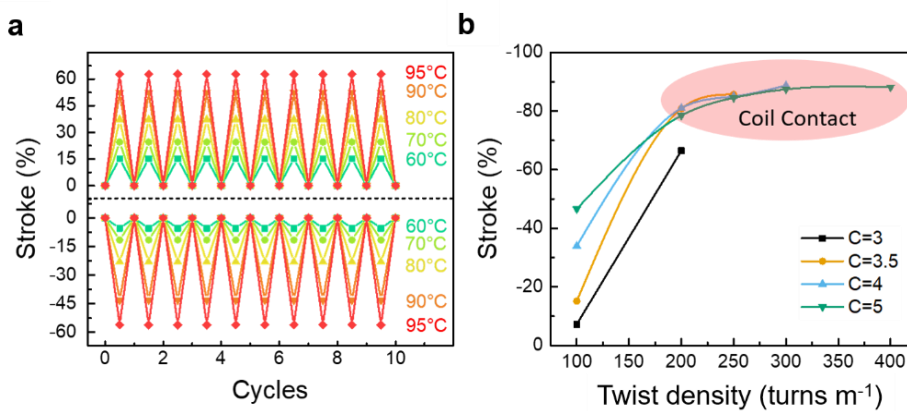 a
Stroke (%)
60
45
30
15
0
0
-15
-30
-45
-60
95°C
90°C
80°C
70°C
60°C
60°C
70°C
80°C
90°C
95°C
0 2 4 6 8 10
Cycles
b
Stroke (%)
-100
-80
-60
-40
-20
0
Coil Contact
C=3
C=3.5
C=4
C=5
100 150 200 250 300 350 400
Twist density (turns m⁻¹)